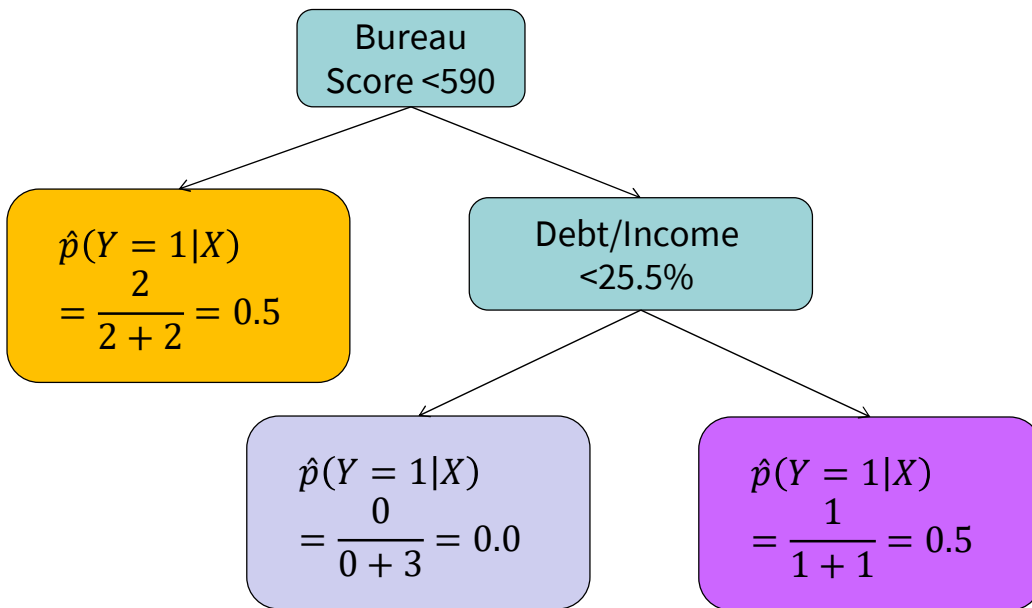 Bureau
Score <590
p̂(Y = 1|X)
= 2/(2 + 2) = 0.5
Debt/Income
<25.5%
p̂(Y = 1|X)
= 0/(0 + 3) = 0.0
p̂(Y = 1|X)
= 1/(1 + 1) = 0.5